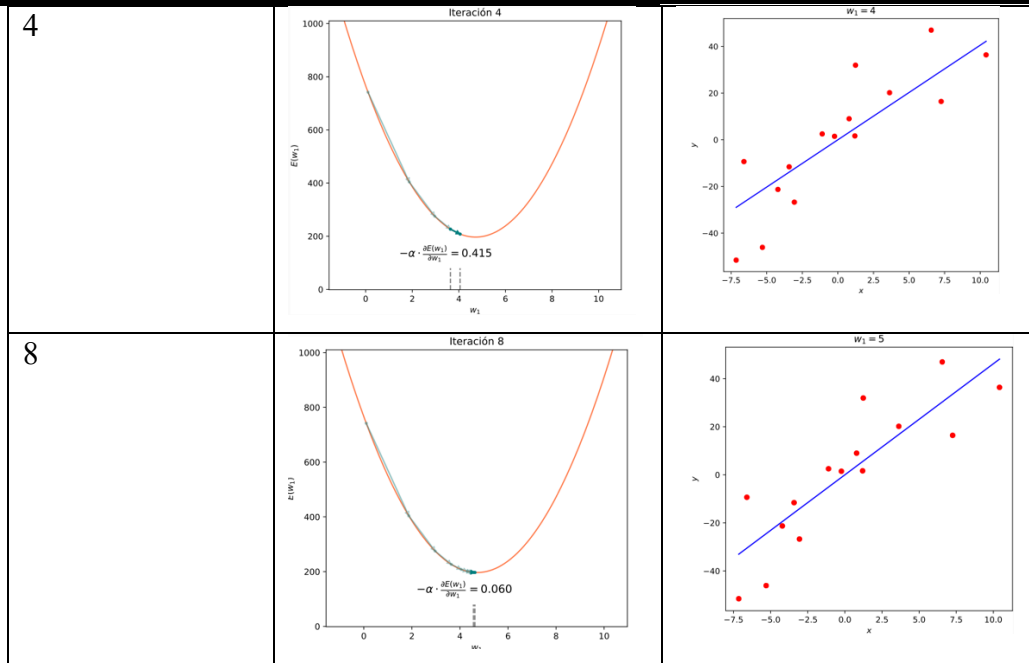 4
Iteración 4
1000
800
600
400
200
0
E(w₁)
−α · ∂E(w₁)/∂w₁ = 0.415
0 2 4 6 8 10
w₁
w₁ = 4
40
20
0
−20
−40
y
−7.5 −5.0 −2.5 0.0 2.5 5.0 7.5 10.0
x
8
Iteración 8
1000
800
600
400
200
0
E(w₁)
−α · ∂E(w₁)/∂w₁ = 0.060
0 2 4 6 8 10
w₁
w₁ = 5
40
20
0
−20
−40
y
−7.5 −5.0 −2.5 0.0 2.5 5.0 7.5 10.0
x